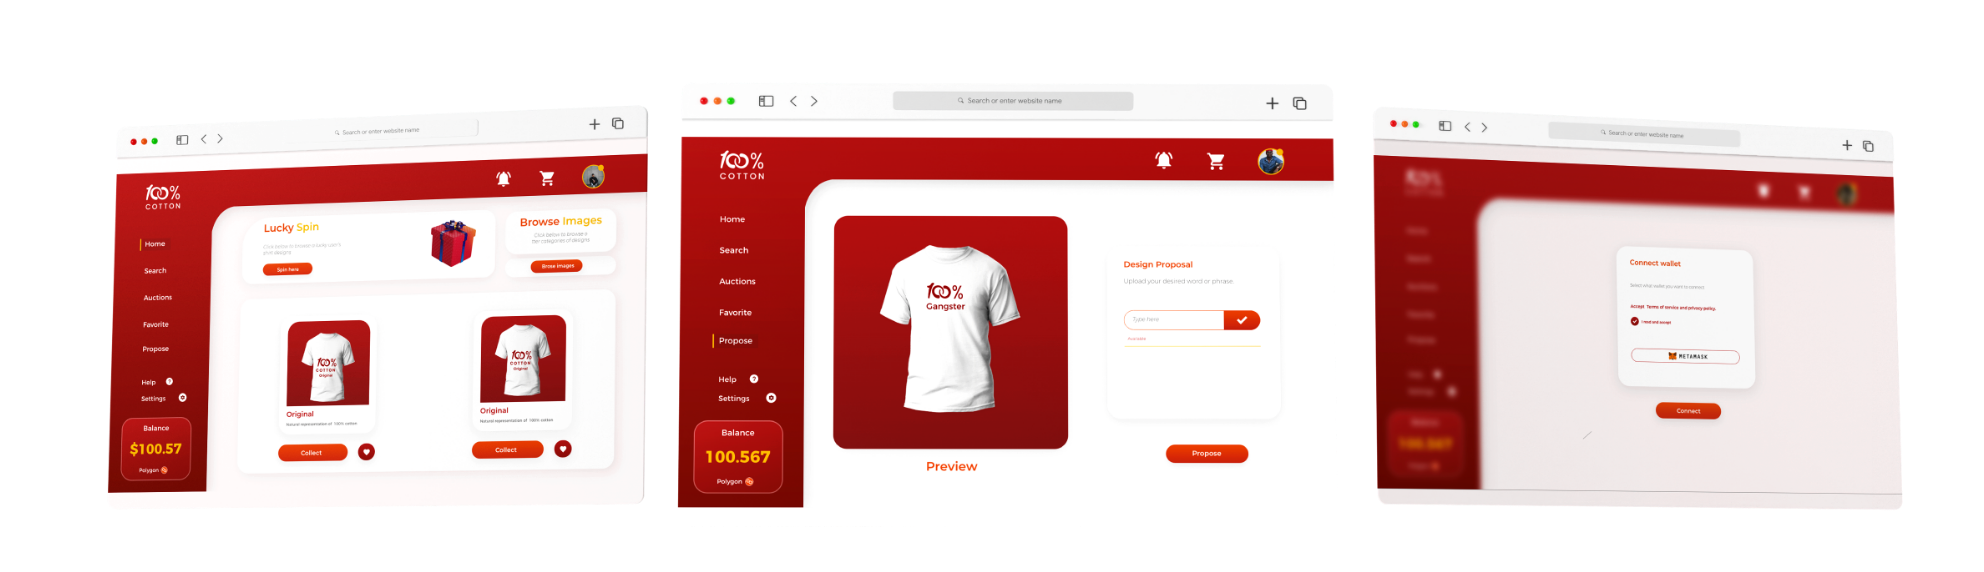 Search or enter website name
100%
COTTON
Home
Search
Auctions
Favorite
Propose
Help
Settings
Balance
$100.57
Polygon
Lucky Spin
Click below to browse
Spin here
Browse Images
Click below to browse
per categories of designs
Brose images
100%
COTTON
Original
Original
Natural representation of 100% cotton
Collect
100%
COTTON
Original
Original
Natural representation of 100% cotton
Collect
Search or enter website name
100%
COTTON
Home
Search
Auctions
Favorite
Propose
Help
Settings
Balance
100.567
Polygon
100%
Gangster
Preview
Design Proposal
Upload your desired word or phrase.
Type here
Available
Propose
Search or enter website name
Connect wallet
Select what wallet you want to connect
Accept Terms of service and privacy policy.
I read and accept
METAMASK
Connect
Balance
100.567